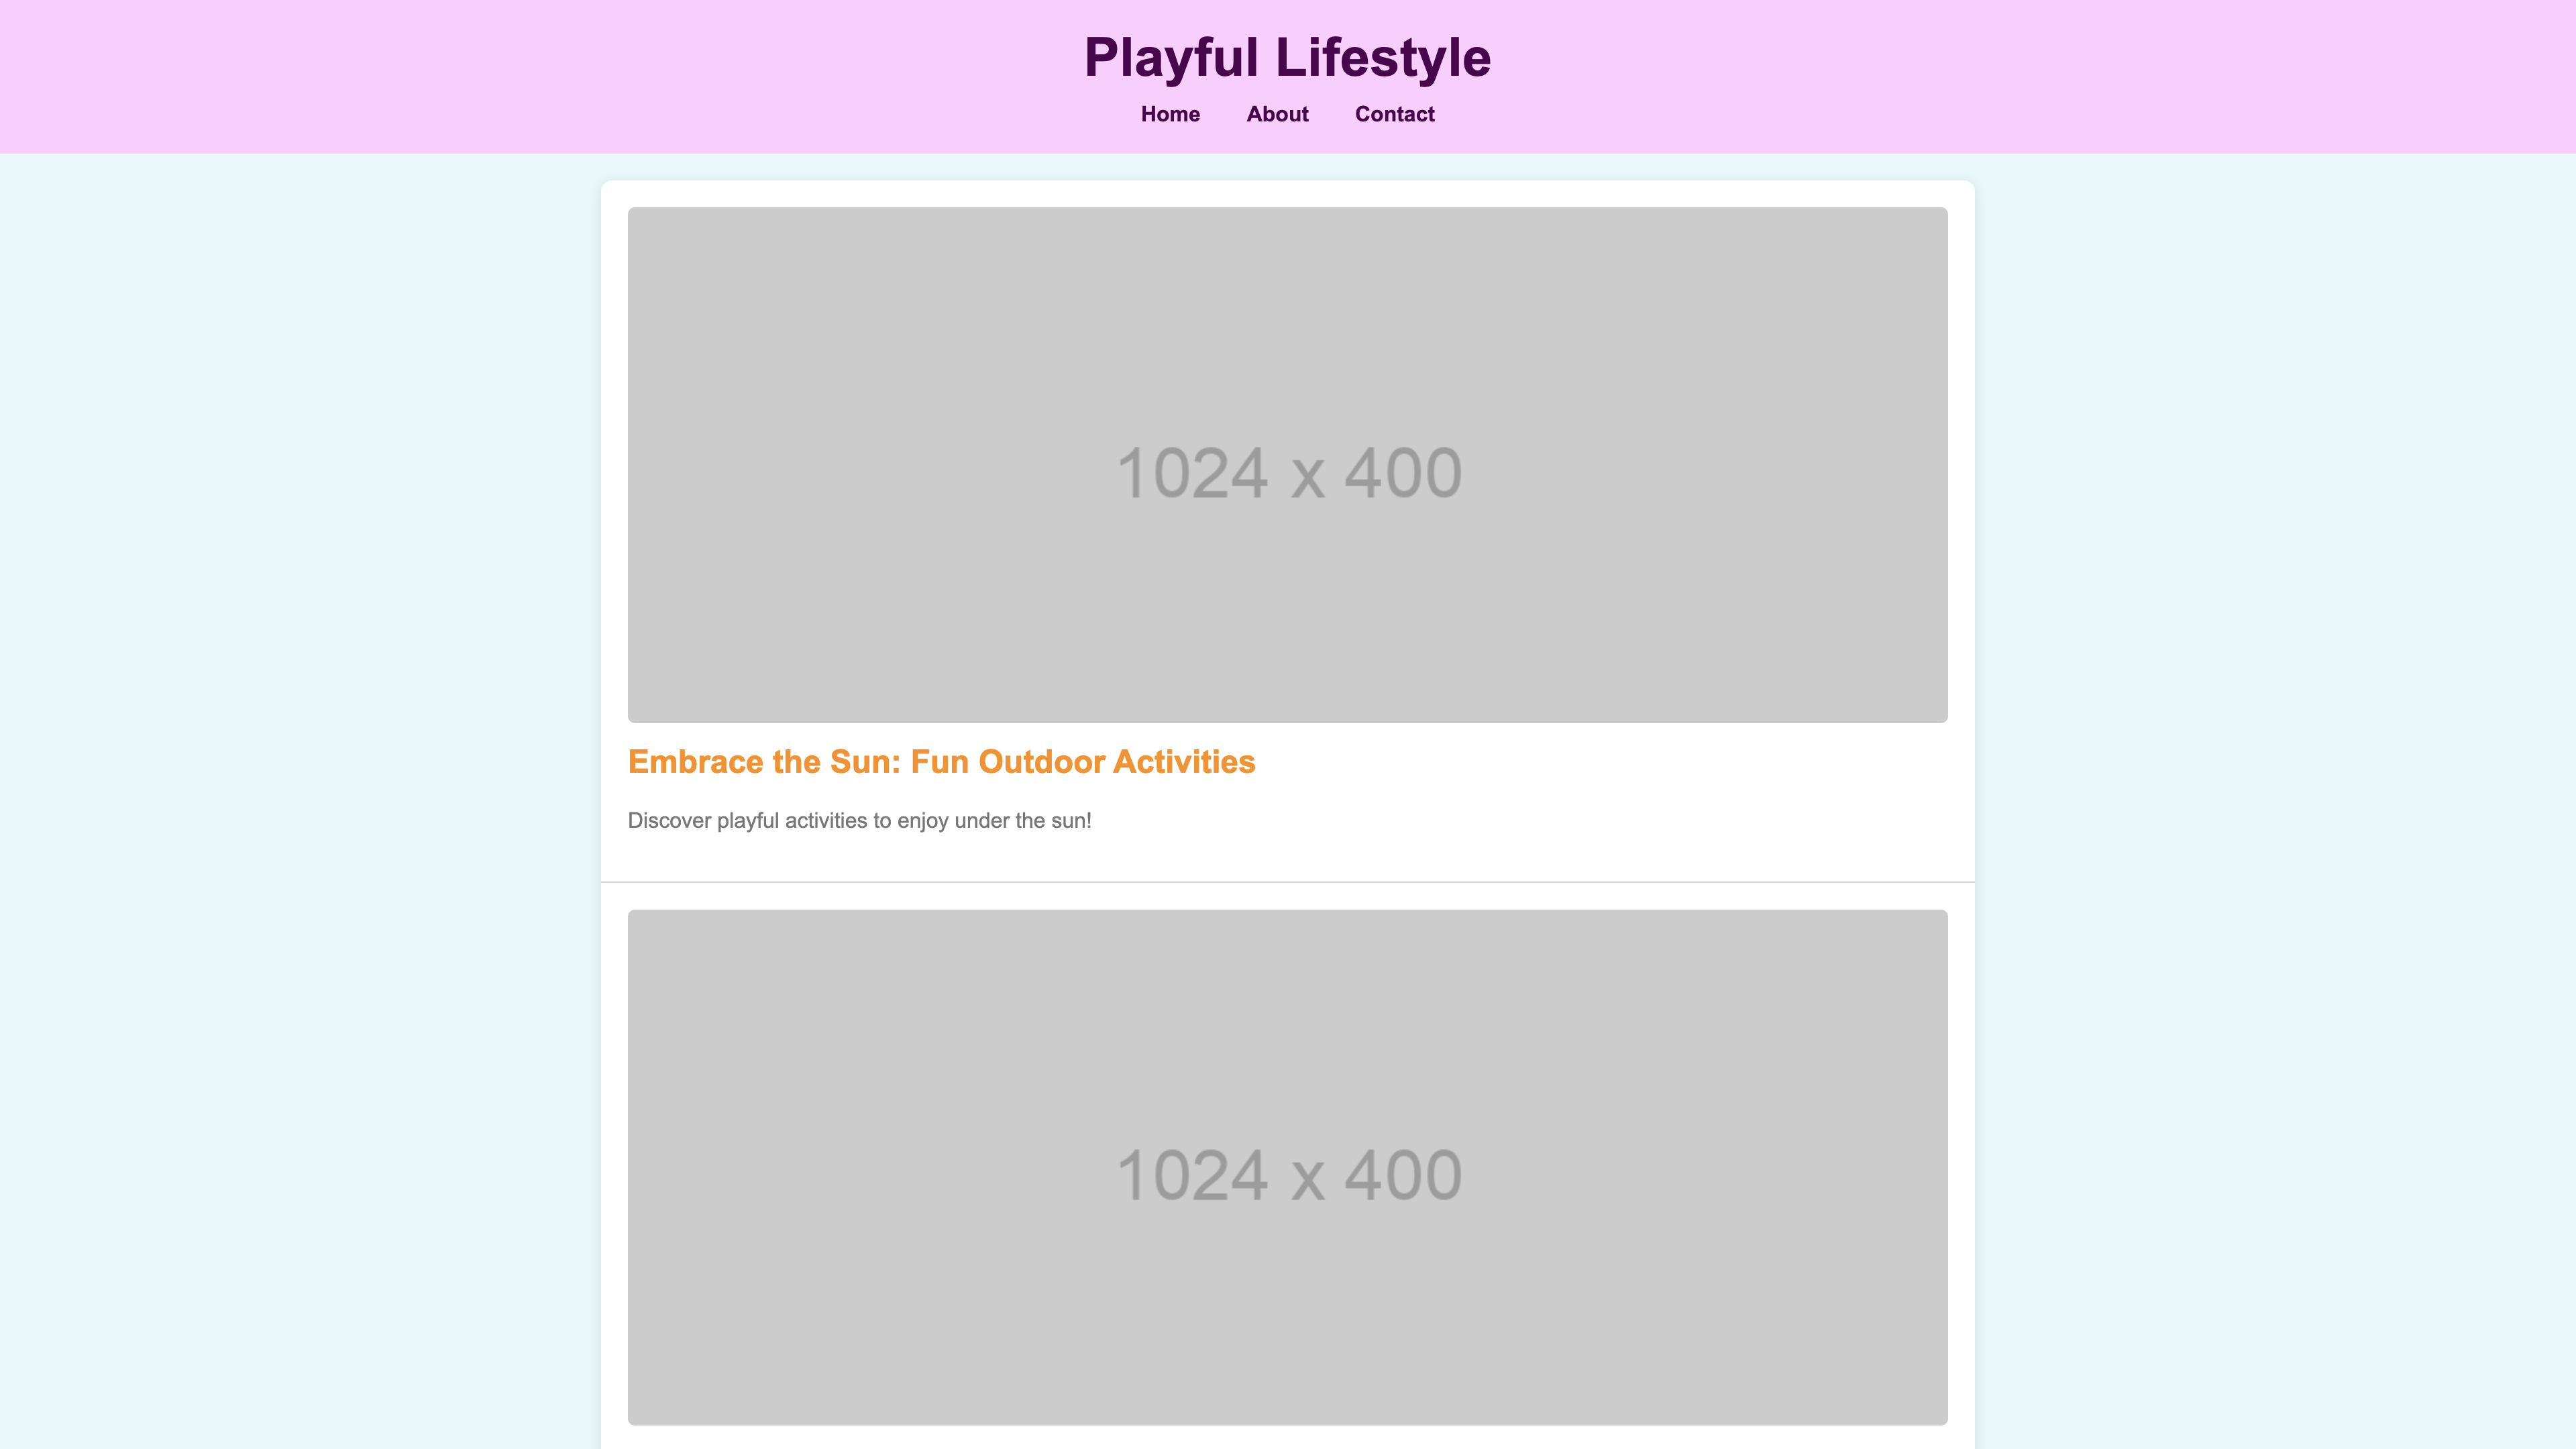 Playful Lifestyle
Home About Contact
1024 x 400
Embrace the Sun: Fun Outdoor Activities
Discover playful activities to enjoy under the sun!
1024 x 400